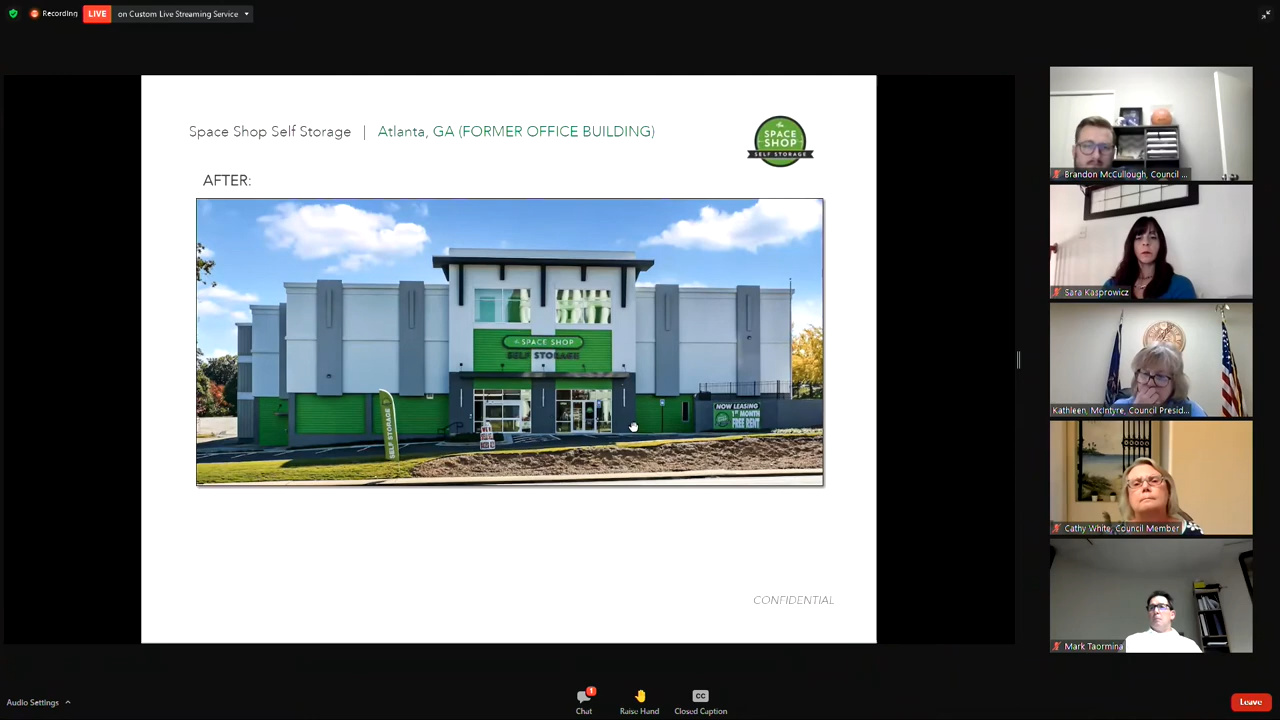 Recording
LIVE
on Custom Live Streaming Service
Space Shop Self Storage | Atlanta, GA (FORMER OFFICE BUILDING)
the
SPACE
SHOP
SELF STORAGE
AFTER:
the SPACE SHOP
SELF STORAGE
SELF STORAGE
NOW LEASING
1ST MONTH
FREE RENT
CONFIDENTIAL
Brandon McCullough, Council ...
Sara Kasprowicz
Kathleen, McIntyre, Council Presid...
Cathy White, Council Member
Mark Taormina
Audio Settings
1
Chat
Raise Hand
CC
Closed Caption
Leave